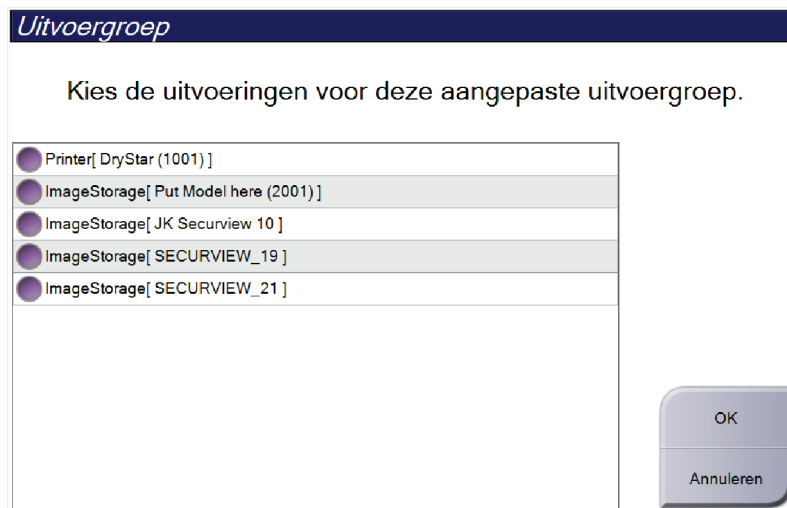 Uitvoergroep
Kies de uitvoeringen voor deze aangepaste uitvoergroep.
Printer[ DryStar (1001) ]
ImageStorage[ Put Model here (2001) ]
ImageStorage[ JK Securview 10 ]
ImageStorage[ SECURVIEW_19 ]
ImageStorage[ SECURVIEW_21 ]
OK
Annuleren